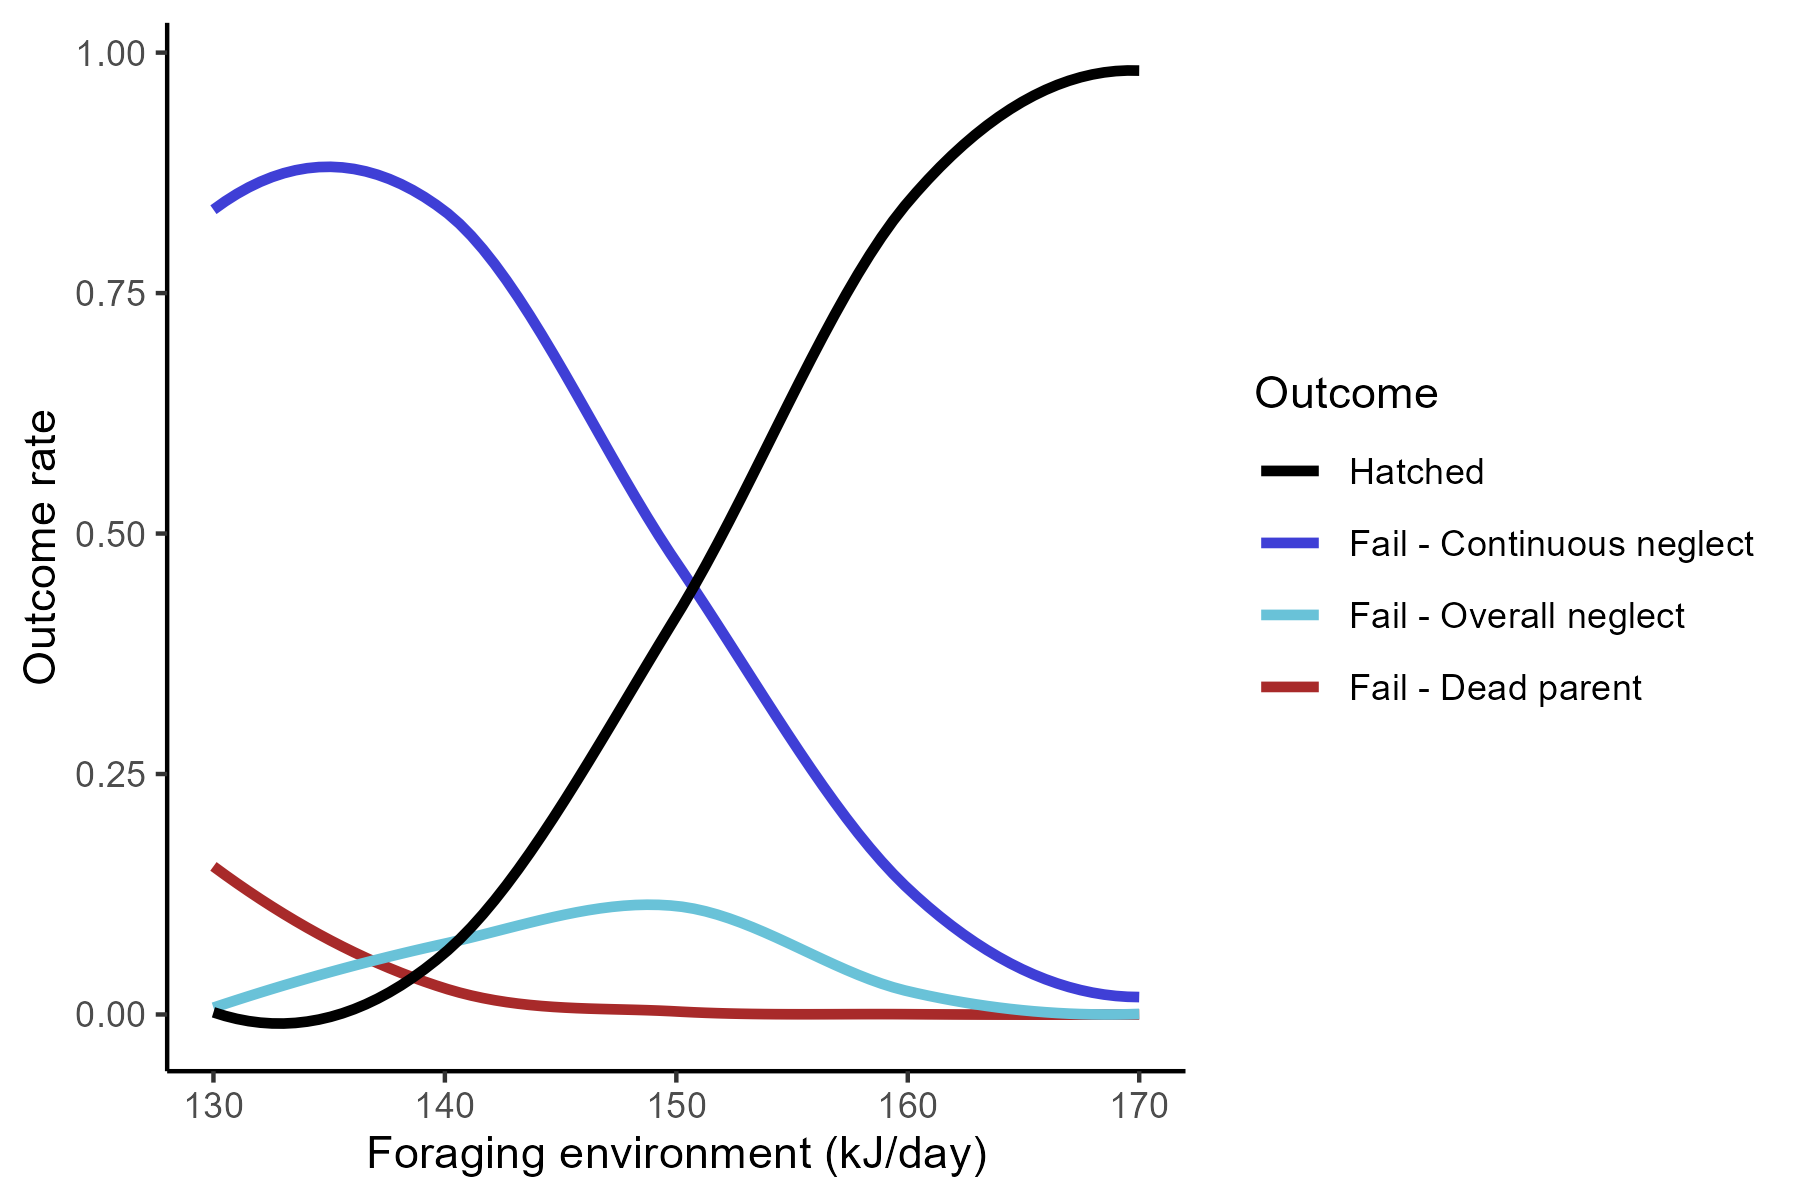 1.00
0.75
0.50
0.25
0.00
Outcome rate
130 140 150 160 170
Foraging environment (kJ/day)
Outcome
Hatched
Fail - Continuous neglect
Fail - Overall neglect
Fail - Dead parent